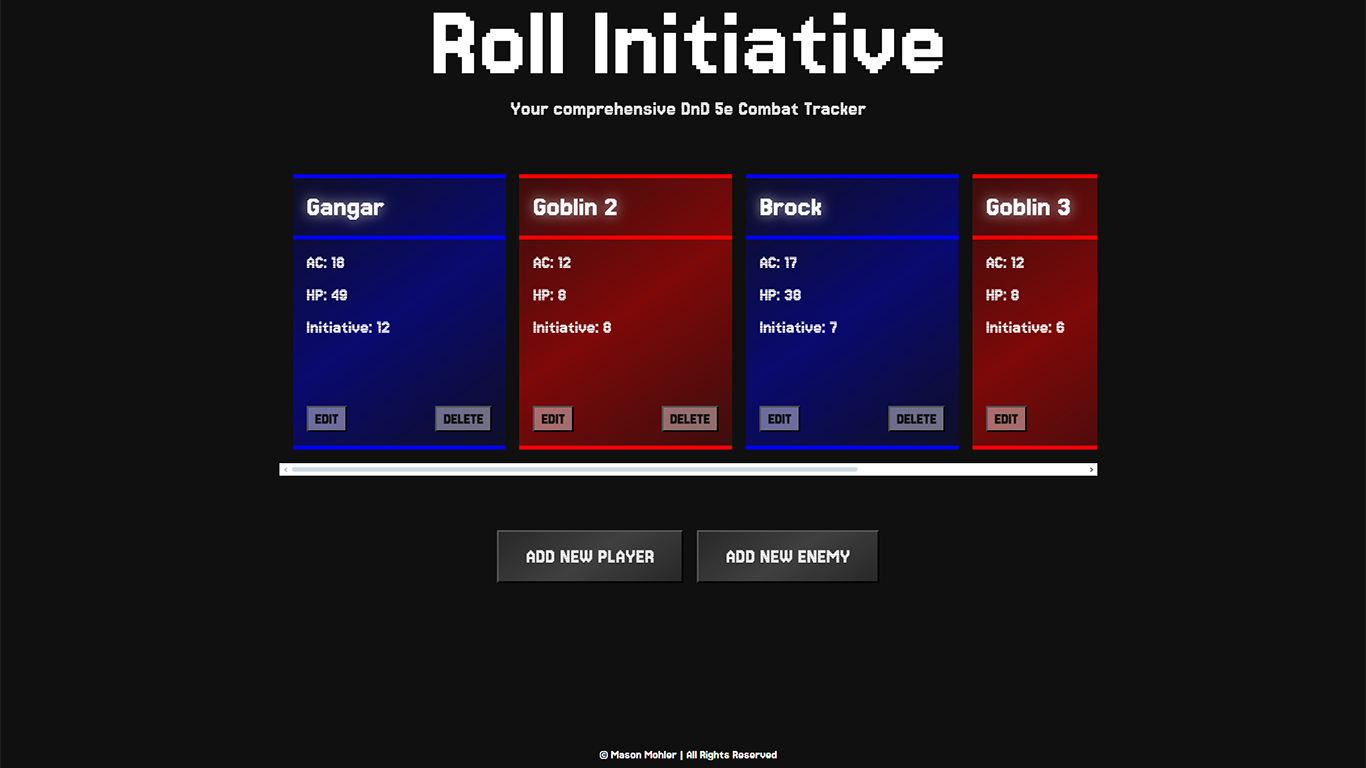 Roll Initiative
Your comprehensive DnD 5e Combat Tracker
Gangar
AC: 18
HP: 49
Initiative: 12
EDIT
DELETE
Goblin 2
AC: 12
HP: 8
Initiative: 8
EDIT
DELETE
Brock
AC: 17
HP: 38
Initiative: 7
EDIT
DELETE
Goblin 3
AC: 12
HP: 8
Initiative: 6
EDIT
ADD NEW PLAYER
ADD NEW ENEMY
© Mason Mohler | All Rights Reserved